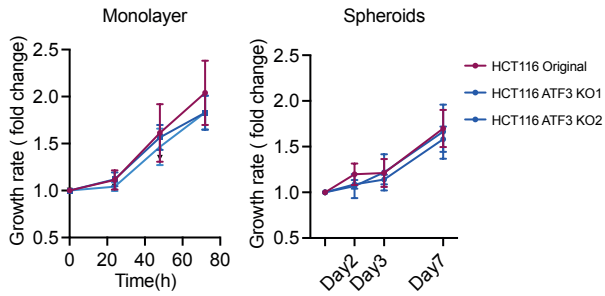 Monolayer
Growth rate ( fold change)
2.5
2.0
1.5
1.0
0.5
0 20 40 60 80
Time(h)
Spheroids
Growth rate ( fold change)
2.5
2.0
1.5
1.0
0.5
Day2 Day3 Day7
HCT116 Original
HCT116 ATF3 KO1
HCT116 ATF3 KO2